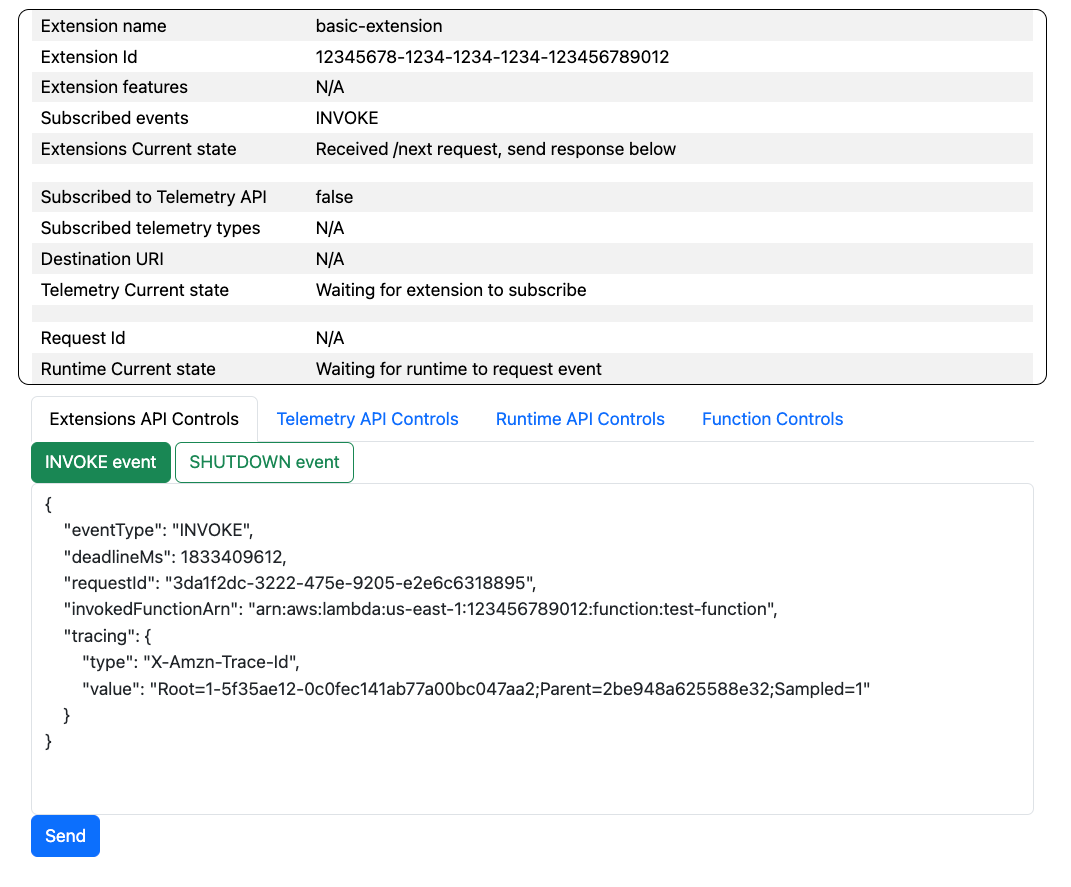 Extension name basic-extension
Extension Id 12345678-1234-1234-1234-123456789012
Extension features N/A
Subscribed events INVOKE
Extensions Current state Received /next request, send response below
Subscribed to Telemetry API false
Subscribed telemetry types N/A
Destination URI N/A
Telemetry Current state Waiting for extension to subscribe
Request Id N/A
Runtime Current state Waiting for runtime to request event
Extensions API Controls Telemetry API Controls Runtime API Controls Function Controls
INVOKE event SHUTDOWN event
{
"eventType": "INVOKE",
"deadlineMs": 1833409612,
"requestId": "3da1f2dc-3222-475e-9205-e2e6c6318895",
"invokedFunctionArn": "arn:aws:lambda:us-east-1:123456789012:function:test-function",
"tracing": {
"type": "X-Amzn-Trace-Id",
"value": "Root=1-5f35ae12-0c0fec141ab77a00bc047aa2;Parent=2be948a625588e32;Sampled=1"
}
}
Send